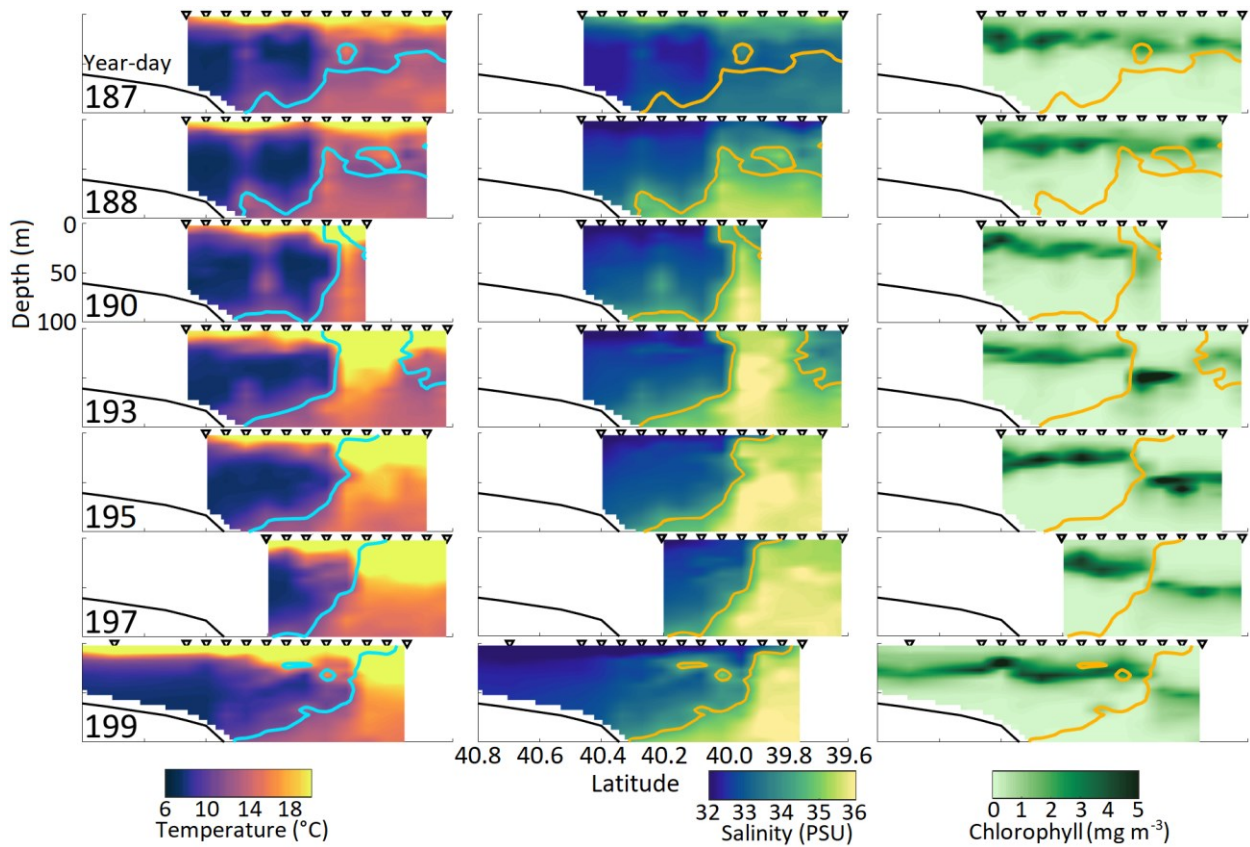 Year-day
187
188
0
50
100
190
193
195
197
199
Depth (m)
40.8 40.6 40.4 40.2 40.0 39.8 39.6
Latitude
6 10 14 18
Temperature (°C)
32 33 34 35 36
Salinity (PSU)
0 1 2 3 4 5
Chlorophyll (mg m⁻³)